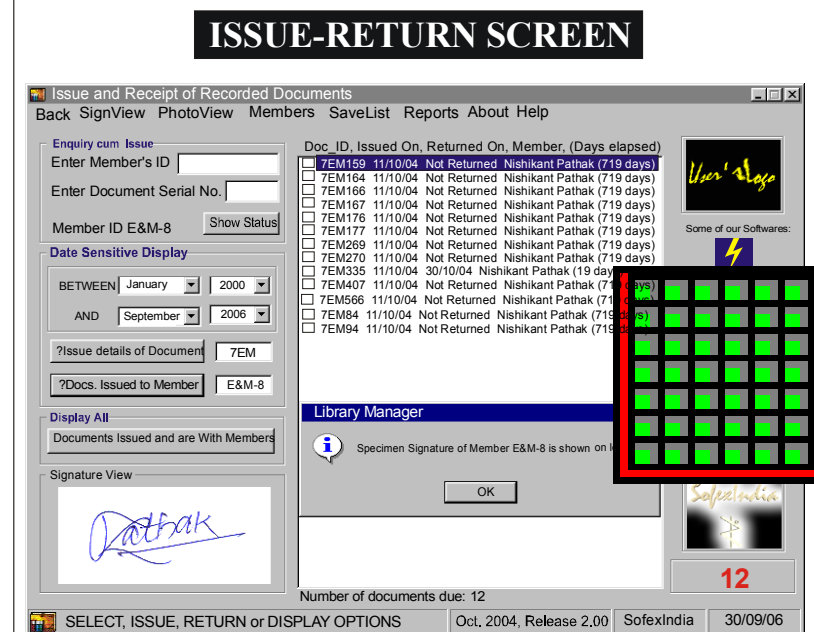 ISSUE-RETURN SCREEN
Issue and Receipt of Recorded Documents
Back SignView PhotoView Members SaveList Reports About Help
Enquiry cum Issue
Enter Member's ID
Enter Document Serial No.
Member ID E&M-8 Show Status
Date Sensitive Display
BETWEEN January 2000
AND September 2006
?Issue details of Document 7EM
?Docs. Issued to Member E&M-8
Display All
Documents Issued and are With Members
Signature View
Pathak
Doc_ID, Issued On, Returned On, Member, (Days elapsed)
7EM159 11/10/04 Not Returned Nishikant Pathak (719 days)
7EM164 11/10/04 Not Returned Nishikant Pathak (719 days)
7EM166 11/10/04 Not Returned Nishikant Pathak (719 days)
7EM167 11/10/04 Not Returned Nishikant Pathak (719 days)
7EM176 11/10/04 Not Returned Nishikant Pathak (719 days)
7EM177 11/10/04 Not Returned Nishikant Pathak (719 days)
7EM269 11/10/04 Not Returned Nishikant Pathak (719 days)
7EM270 11/10/04 Not Returned Nishikant Pathak (719 days)
7EM335 11/10/04 30/10/04 Nishikant Pathak (19 days)
7EM407 11/10/04 Not Returned Nishikant Pathak (719 days)
7EM566 11/10/04 Not Returned Nishikant Pathak (719 days)
7EM84 11/10/04 Not Returned Nishikant Pathak (719 days)
7EM94 11/10/04 Not Returned Nishikant Pathak (719 days)
Library Manager
Specimen Signature of Member E&M-8 is shown on
OK
Number of documents due: 12
User's Logo
Some of our Softwares:
SofexIndia
12
SELECT, ISSUE, RETURN or DISPLAY OPTIONS
Oct. 2004, Release 2.00
SofexIndia
30/09/06